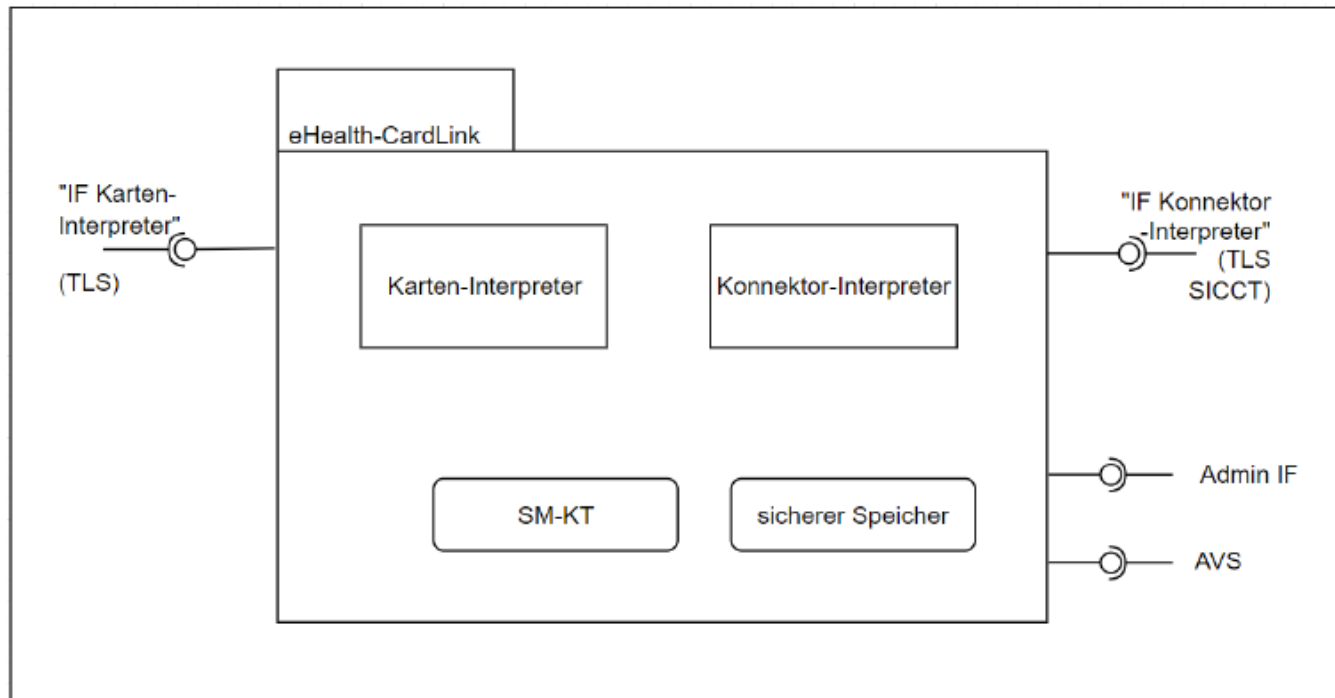 eHealth-CardLink
"IF Karten-
Interpreter"
(TLS)
Karten-Interpreter
Konnektor-Interpreter
"IF Konnektor
-Interpreter"
(TLS
SICCT)
SM-KT
sicherer Speicher
Admin IF
AVS